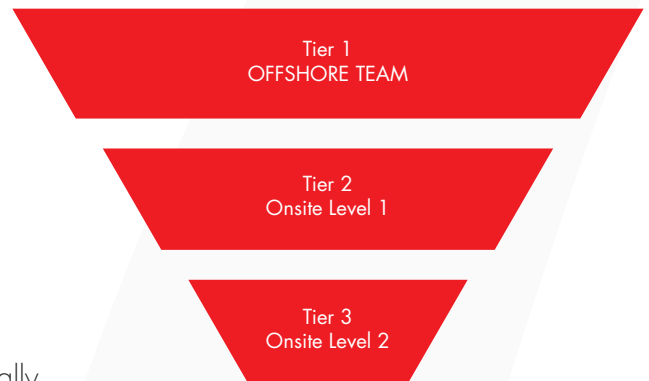 Tier 1
OFFSHORE TEAM
Tier 2
Onsite Level 1
Tier 3
Onsite Level 2